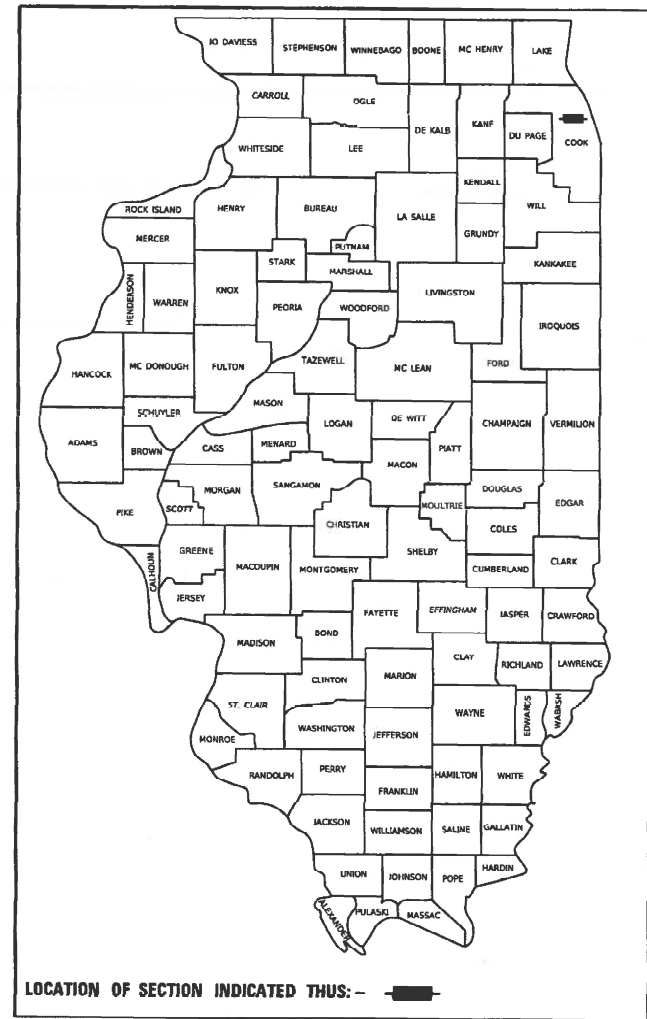 JO DAVIESS STEPHENSON WINNEBAGO BOONE MC HENRY LAKE
CARROLL OGLE DE KALB KANE DU PAGE COOK
WHITESIDE LEE
KENDALL WILL
ROCK ISLAND HENRY BUREAU LA SALLE
MERCER PUTNAM GRUNDY
STARK MARSHALL KANKAKEE
HENDERSON WARREN KNOX PEORIA WOODFORD LIVINGSTON IROQUOIS
HANCOCK MC DONOUGH FULTON TAZEWELL MC LEAN FORD
MASON
SCHUYLER LOGAN DE WITT CHAMPAIGN VERMILION
ADAMS BROWN CASS MENARD PIATT
MACON
PIKE SCOTT MORGAN SANGAMON MOULTRIE DOUGLAS EDGAR
CHRISTIAN COLES
CALHOUN GREENE MACOUPIN MONTGOMERY SHELBY CUMBERLAND CLARK
JERSEY
FAYETTE EFFINGHAM JASPER CRAWFORD
MADISON BOND
CLAY RICHLAND LAWRENCE
CLINTON MARION
ST. CLAIR WAYNE EDWARDS WABASH
MONROE WASHINGTON JEFFERSON
RANDOLPH PERRY HAMILTON WHITE
FRANKLIN
JACKSON WILLIAMSON SALINE GALLATIN
UNION JOHNSON POPE HARDIN
ALEXANDER PULASKI MASSAC
LOCATION OF SECTION INDICATED THUS: -